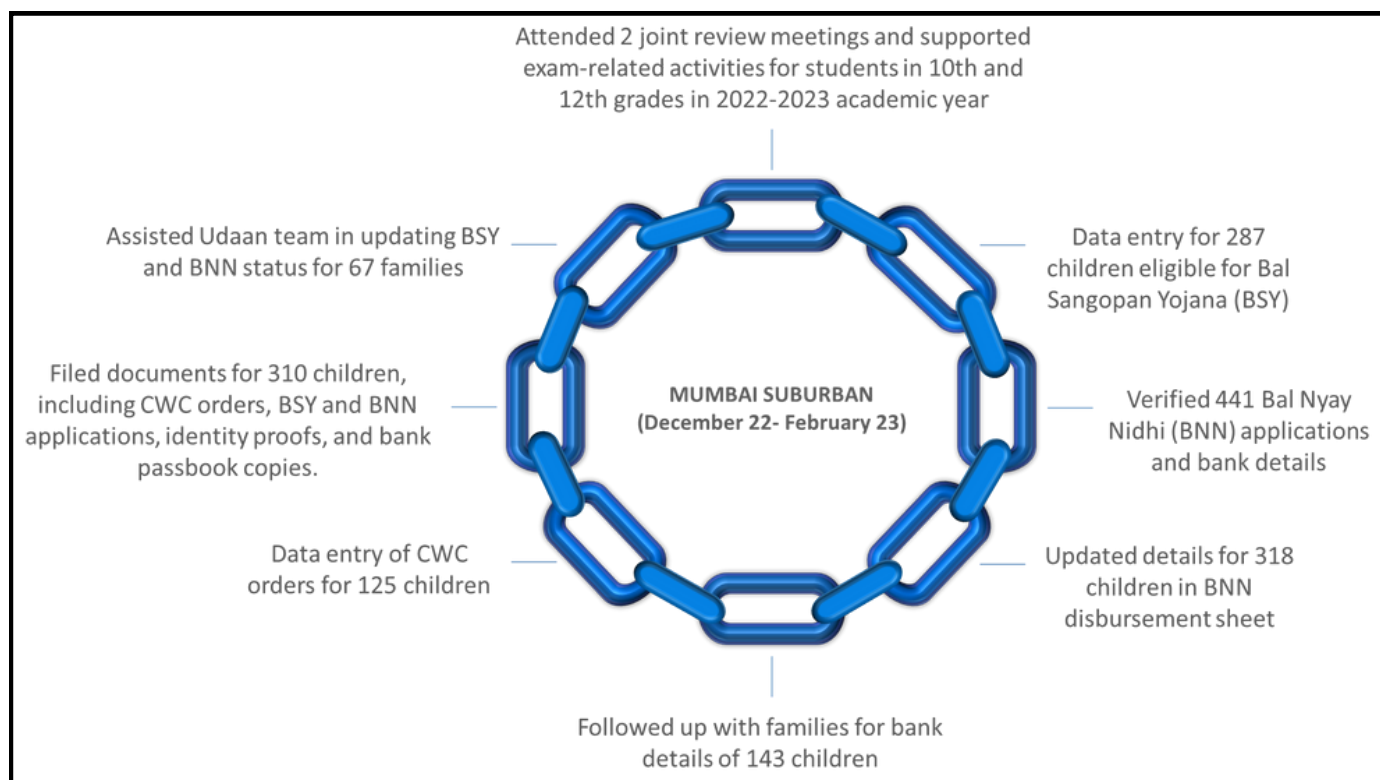 Attended 2 joint review meetings and supported
exam-related activities for students in 10th and
12th grades in 2022-2023 academic year
Assisted Udaan team in updating BSY
and BNN status for 67 families
Data entry for 287
children eligible for Bal
Sangopan Yojana (BSY)
Filed documents for 310 children,
including CWC orders, BSY and BNN
applications, identity proofs, and bank
passbook copies.
MUMBAI SUBURBAN
(December 22- February 23)
Verified 441 Bal Nyay
Nidhi (BNN) applications
and bank details
Data entry of CWC
orders for 125 children
Updated details for 318
children in BNN
disbursement sheet
Followed up with families for bank
details of 143 children